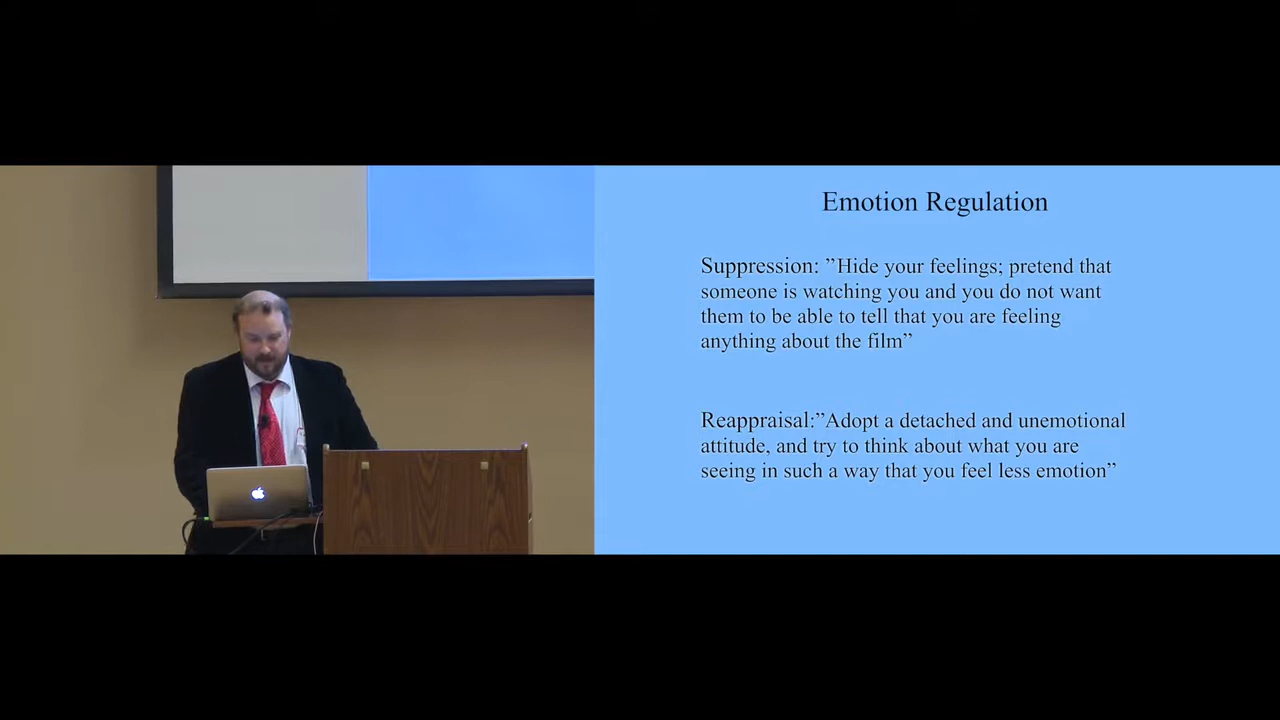 Emotion Regulation
Suppression: ”Hide your feelings; pretend that
someone is watching you and you do not want
them to be able to tell that you are feeling
anything about the film”
Reappraisal:”Adopt a detached and unemotional
attitude, and try to think about what you are
seeing in such a way that you feel less emotion”